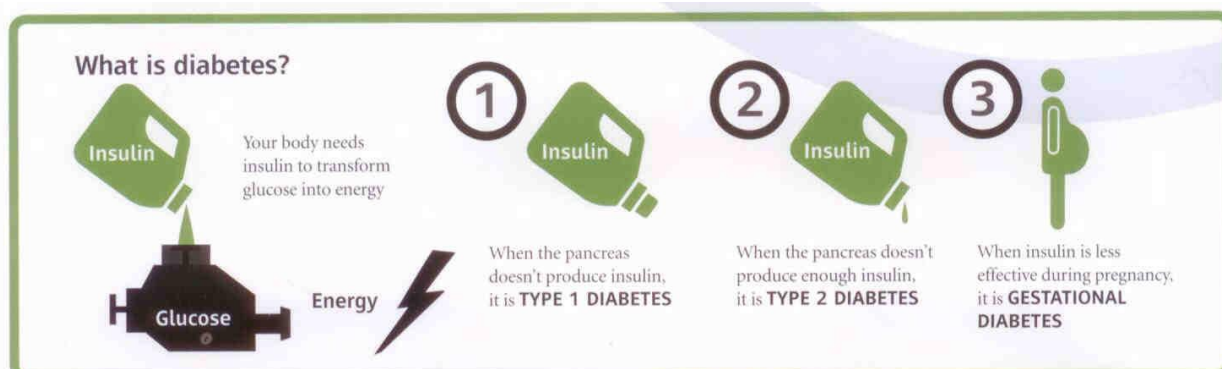 What is diabetes?
Insulin
Your body needs
insulin to transform
glucose into energy
Glucose
Energy
1
Insulin
When the pancreas
doesn't produce insulin,
it is TYPE 1 DIABETES
2
Insulin
When the pancreas doesn't
produce enough insulin,
it is TYPE 2 DIABETES
3
When insulin is less
effective during pregnancy,
it is GESTATIONAL
DIABETES